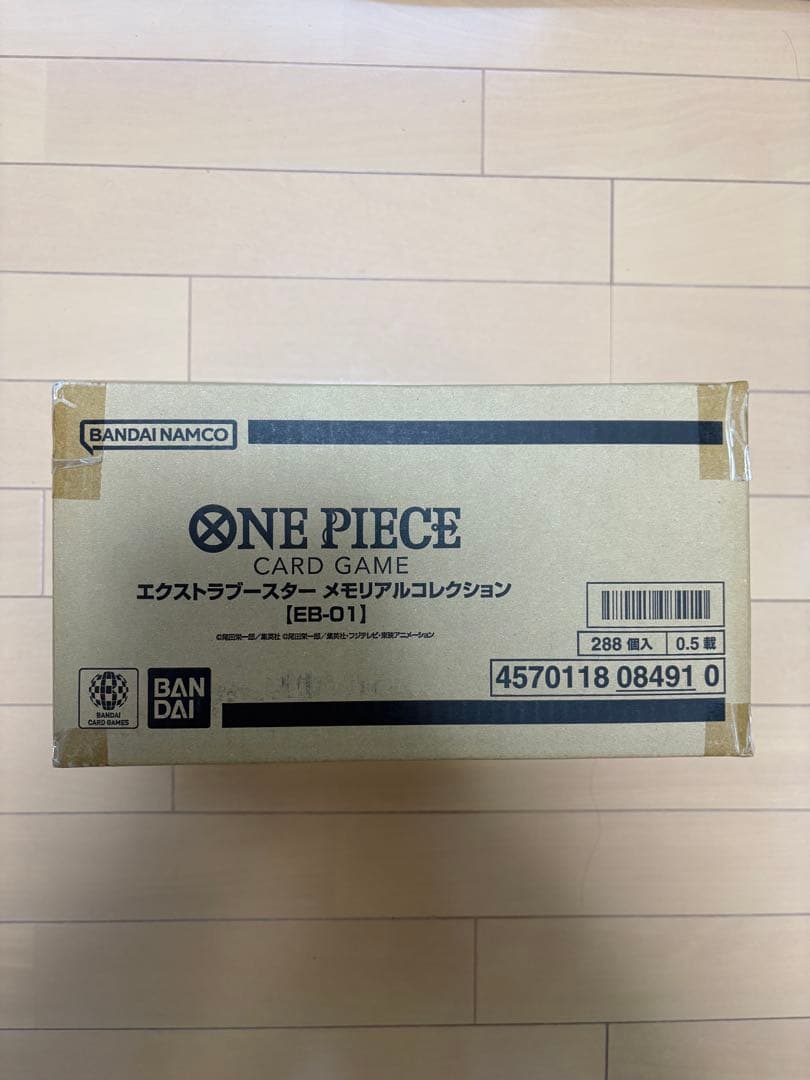 BANDAI NAMCO
ONE PIECE
CARD GAME
エクストラブースター メモリアルコレクション
【EB-01】
©尾田栄一郎／集英社 ©尾田栄一郎／集英社・フジテレビ・東映アニメーション
288 個入 0.5 載
4570118 08491 0
BANDAI
CARD GAMES
BAN
DAI